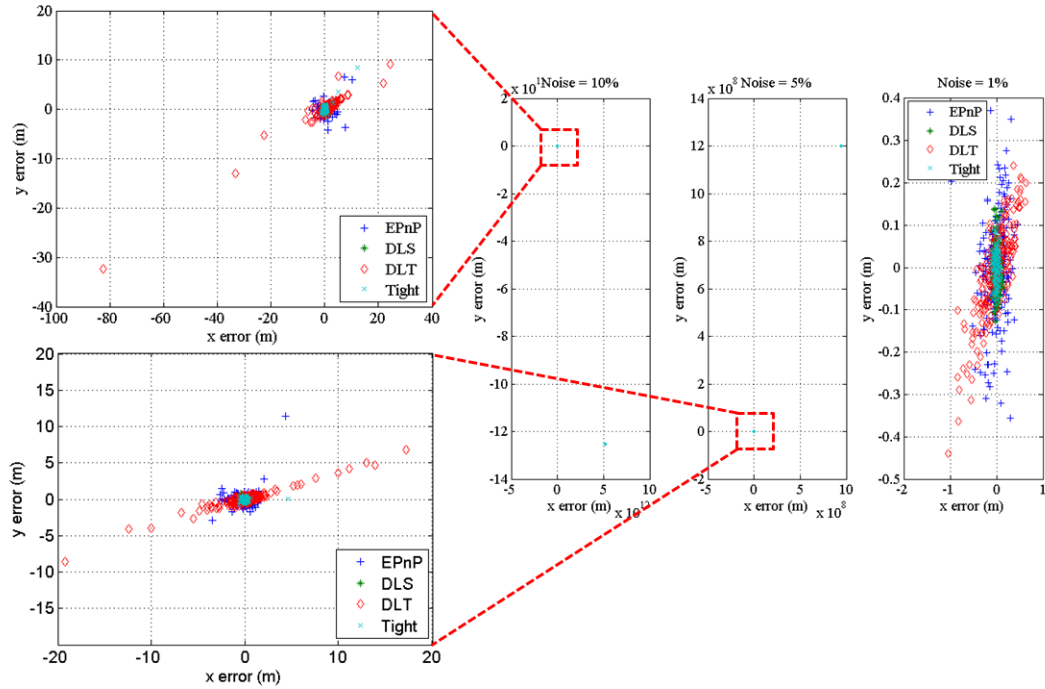 20
10
0
-10
-20
-30
-40
y error (m)
-100 -80 -60 -40 -20 0 20 40
x error (m)
EPnP
DLS
DLT
Tight
20
15
10
5
0
-5
-10
-15
y error (m)
-20 -10 0 10 20
x error (m)
EPnP
DLS
DLT
Tight
Noise = 10%
2
0
-2
-4
-6
-8
-10
-12
-14
y error (m)
-5 0 5 10
x error (m)
x 10
x 10⁸ Noise = 5%
14
12
10
8
6
4
2
0
-2
y error (m)
-5 0 5 10
x error (m)
x 10⁸
Noise = 1%
0.4
0.3
0.2
0.1
0
-0.1
-0.2
-0.3
-0.4
-0.5
y error (m)
-2 -1 0 1 2
x error (m)
EPnP
DLS
DLT
Tight